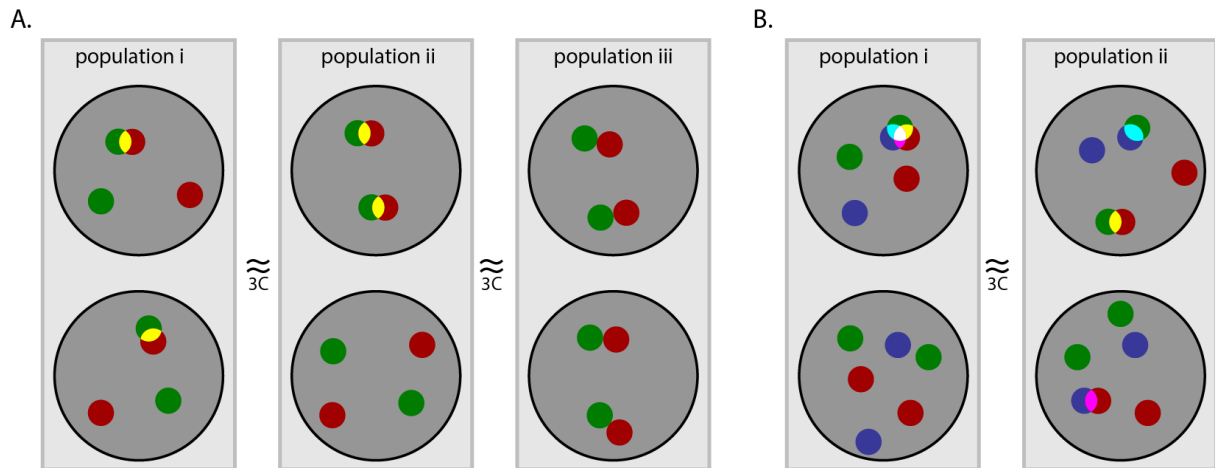 A.
B.
population i
population ii
population iii
population i
population ii
≈
3C
≈
3C
≈
3C